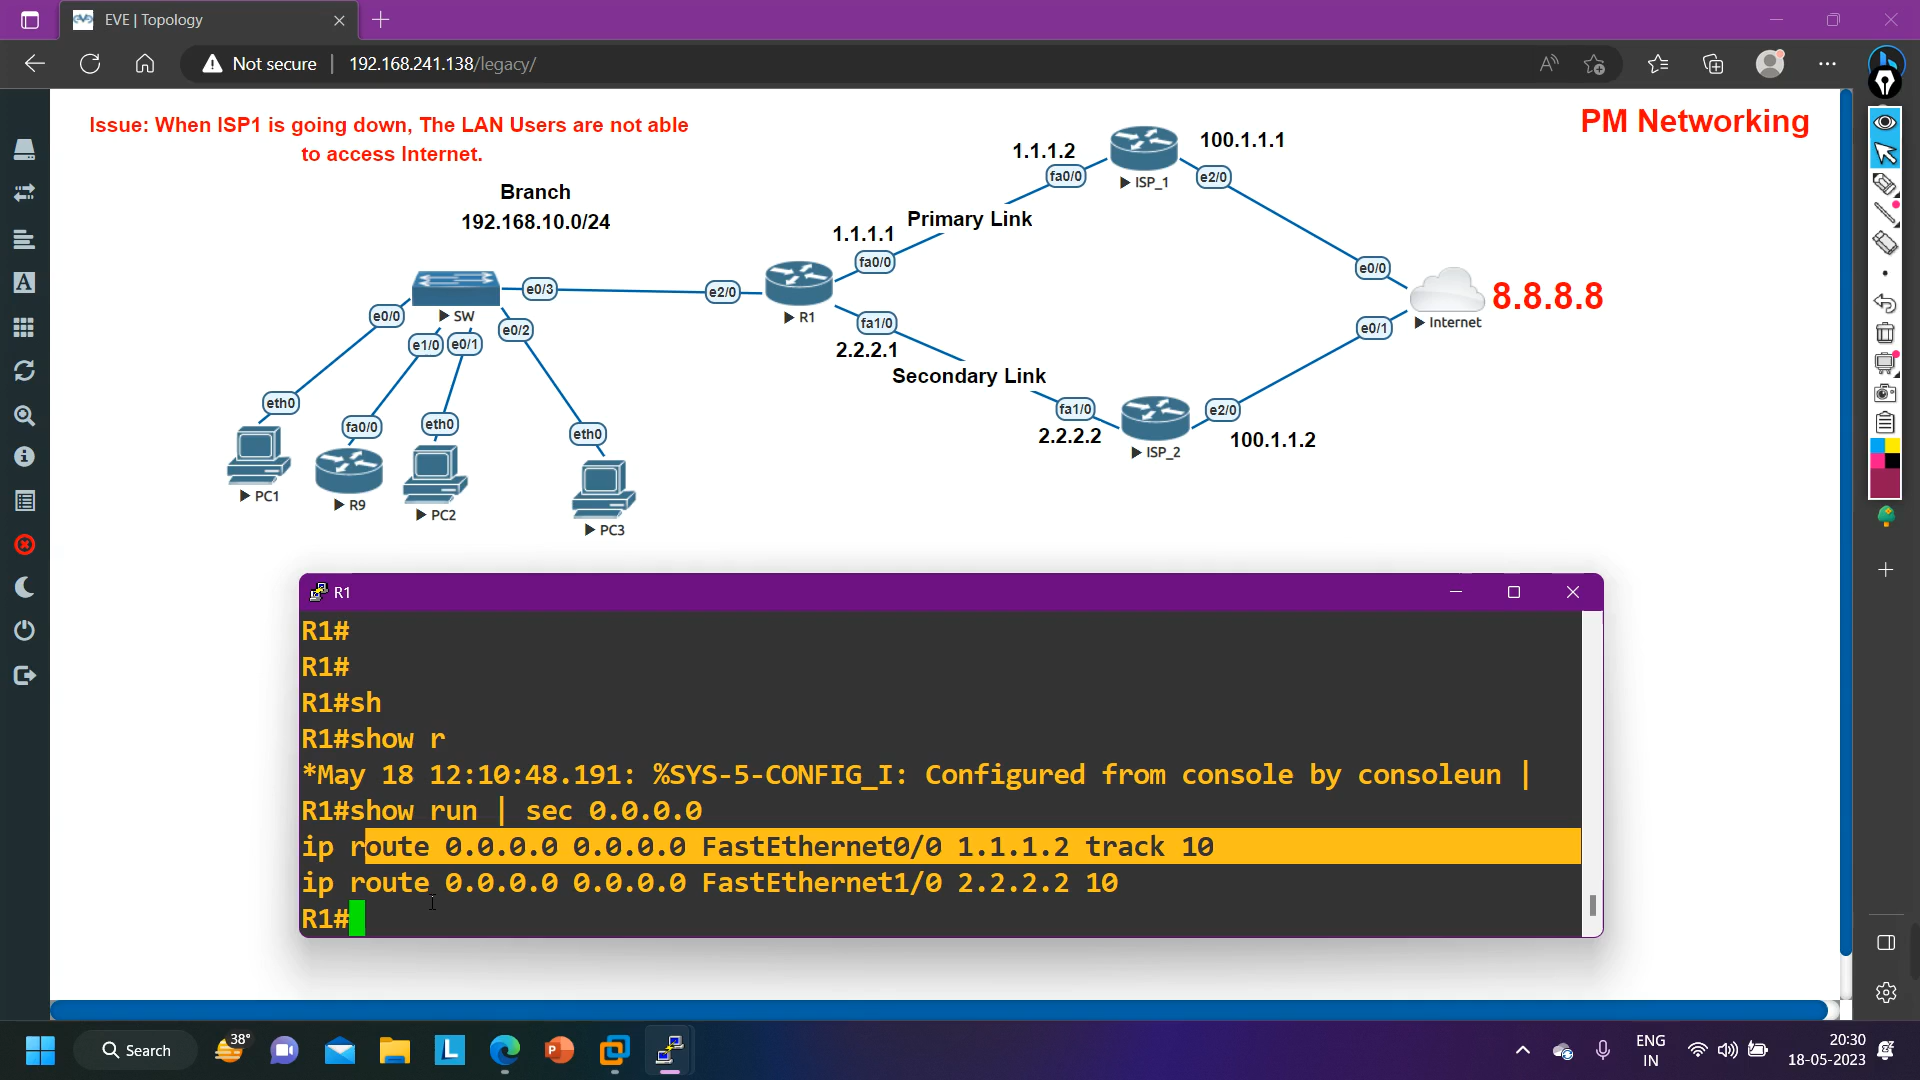 EVE | Topology
Not secure
192.168.241.138/legacy/
Issue: When ISP1 is going down, The LAN Users are not able
to access Internet.
PM Networking
Branch
192.168.10.0/24
1.1.1.2
100.1.1.1
fa0/0
ISP_1
e2/0
Primary Link
1.1.1.1
fa0/0
e0/3
e2/0
R1
SW
e0/0
e1/0
e0/1
e0/2
e0/0
8.8.8.8
Internet
e0/1
fa1/0
2.2.2.1
Secondary Link
fa1/0
2.2.2.2
ISP_2
e2/0
100.1.1.2
eth0
fa0/0
eth0
eth0
PC1
R9
PC2
PC3
R1
R1#
R1#
R1#sh
R1#show r
*May 18 12:10:48.191: %SYS-5-CONFIG_I: Configured from console by consoleun |
R1#show run | sec 0.0.0.0
ip route 0.0.0.0 0.0.0.0 FastEthernet0/0 1.1.1.2 track 10
ip route 0.0.0.0 0.0.0.0 FastEthernet1/0 2.2.2.2 10
R1#
Search
38°
ENG
IN
20:30
18-05-2023